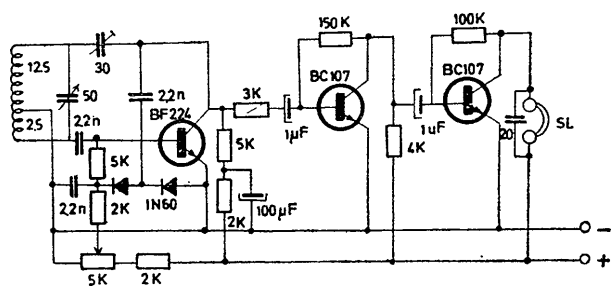 150K
100K
12,5
30
BC107
BC107
50
2,2n
BF224
3K
2,5
2,2n
1µF
1uF
20
SL
5K
5K
4K
2,2n
2K
1N60
2K
100µF
−
+
5K
2K